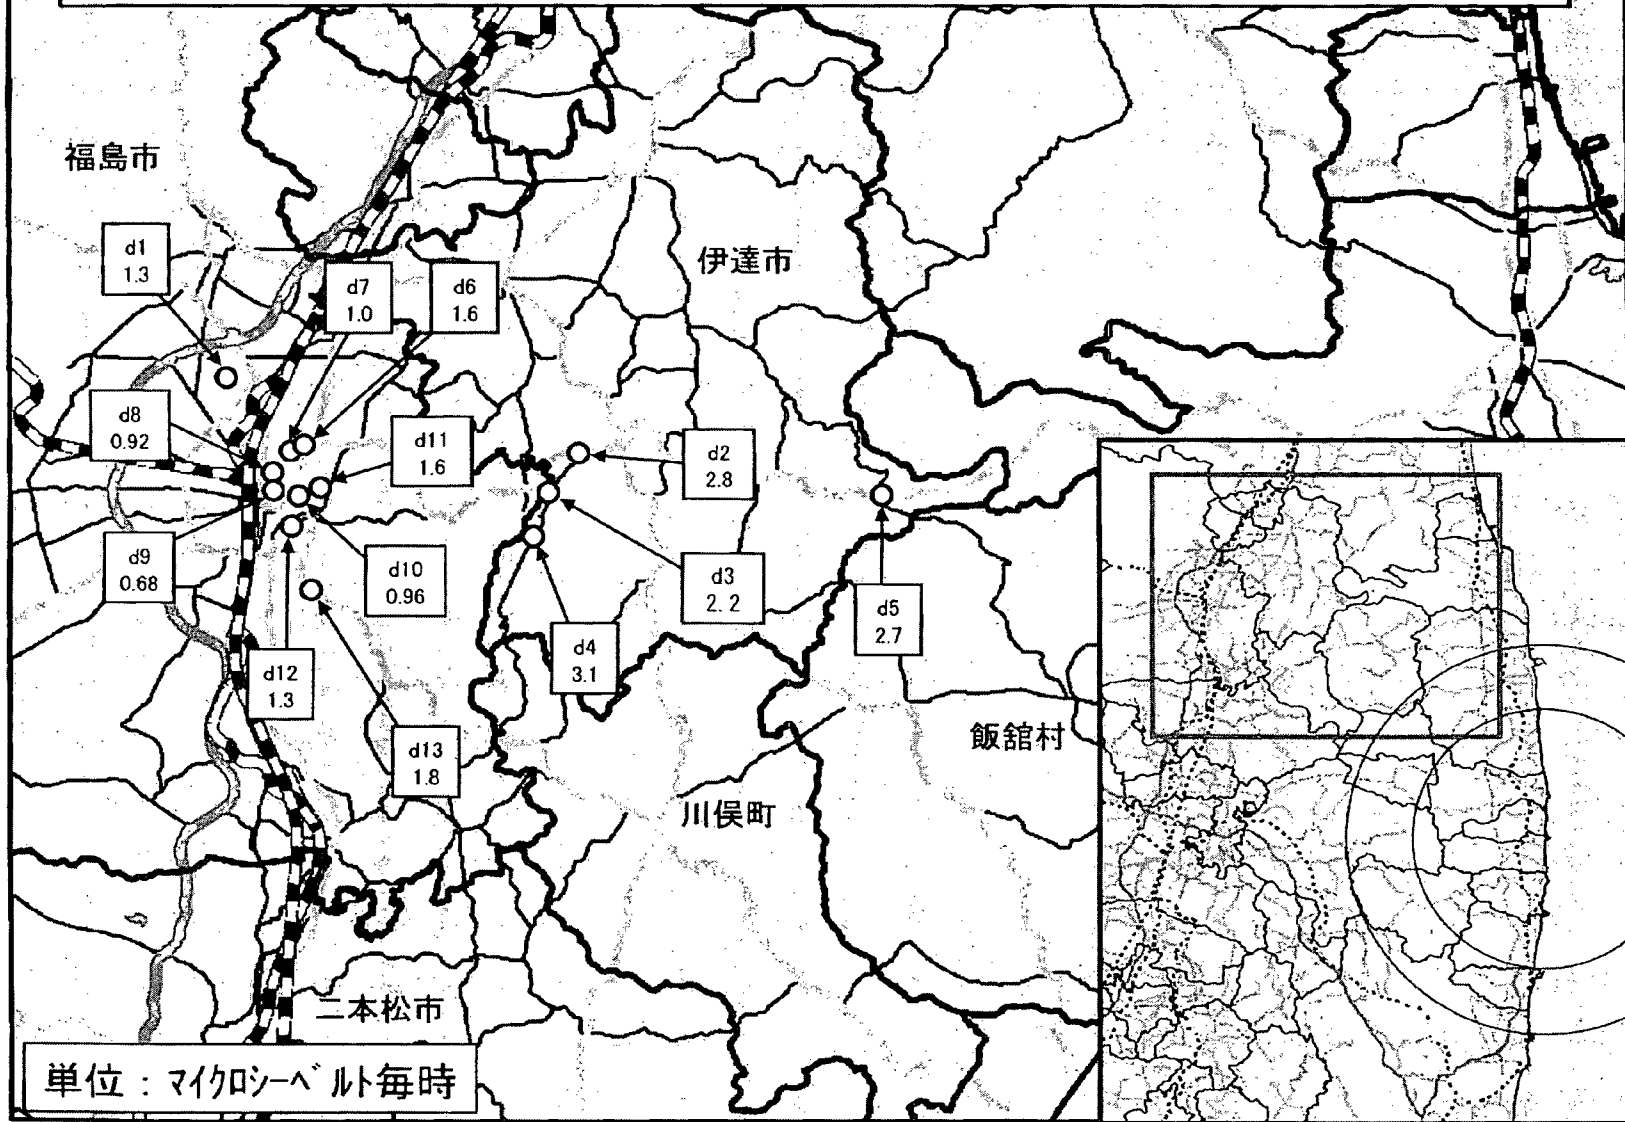 福島市
伊達市
d1
1.3
d7
1.0
d6
1.6
d8
0.92
d11
1.6
d2
2.8
d9
0.68
d10
0.96
d3
2.2
d5
2.7
d4
3.1
d12
1.3
d13
1.8
飯舘村
川俣町
二本松市
単位：マイクロシーベルト毎時